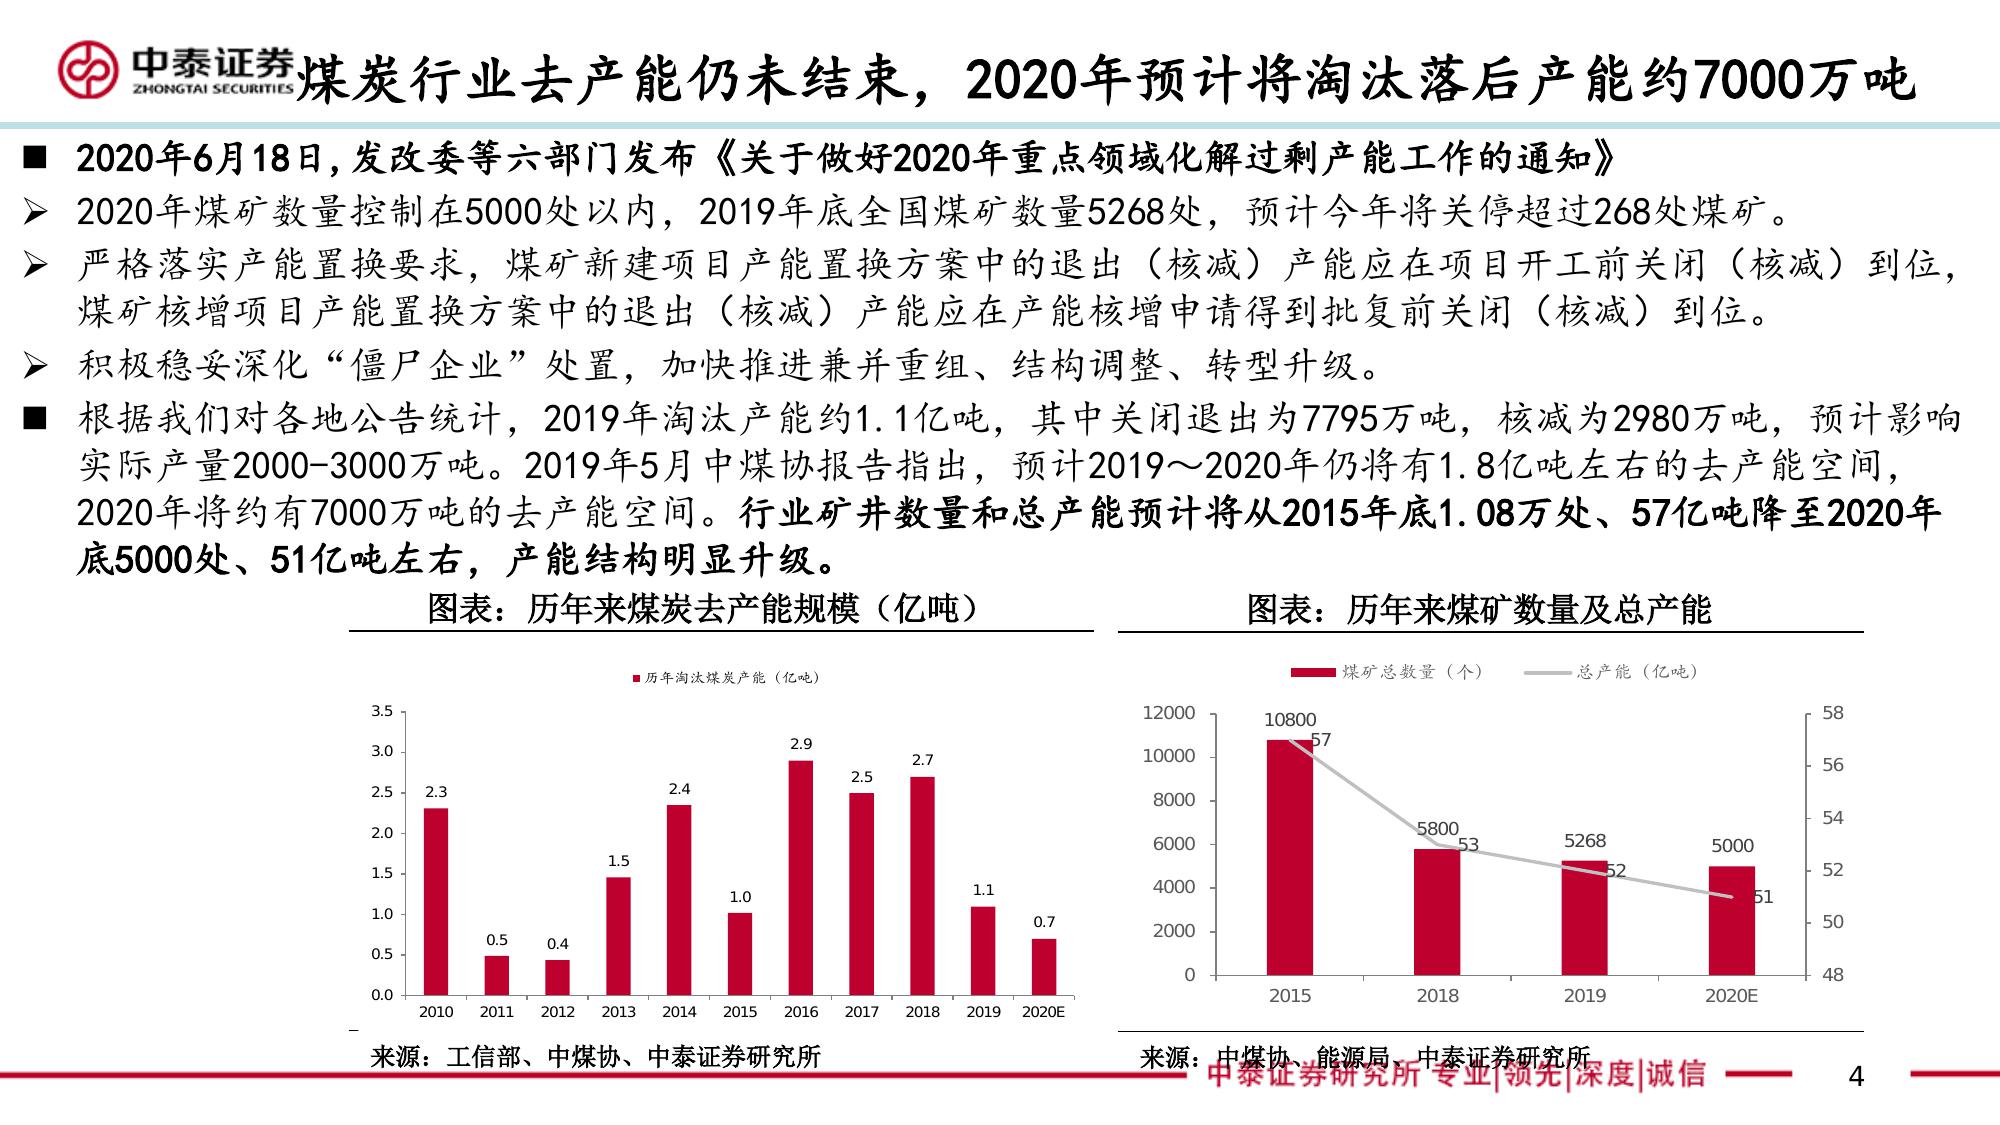 中泰证券
ZHONGTAI SECURITIES
煤炭行业去产能仍未结束，2020年预计将淘汰落后产能约7000万吨
■ 2020年6月18日,发改委等六部门发布《关于做好2020年重点领域化解过剩产能工作的通知》
➢ 2020年煤矿数量控制在5000处以内，2019年底全国煤矿数量5268处，预计今年将关停超过268处煤矿。
➢ 严格落实产能置换要求，煤矿新建项目产能置换方案中的退出（核减）产能应在项目开工前关闭（核减）到位，
煤矿核增项目产能置换方案中的退出（核减）产能应在产能核增申请得到批复前关闭（核减）到位。
➢ 积极稳妥深化“僵尸企业”处置，加快推进兼并重组、结构调整、转型升级。
■ 根据我们对各地公告统计，2019年淘汰产能约1.1亿吨，其中关闭退出为7795万吨，核减为2980万吨，预计影响
实际产量2000-3000万吨。2019年5月中煤协报告指出，预计2019～2020年仍将有1.8亿吨左右的去产能空间，
2020年将约有7000万吨的去产能空间。行业矿井数量和总产能预计将从2015年底1.08万处、57亿吨降至2020年
底5000处、51亿吨左右，产能结构明显升级。
图表：历年来煤炭去产能规模（亿吨）
历年淘汰煤炭产能（亿吨）
3.5
3.0
2.5
2.0
1.5
1.0
0.5
0.0
2.3
0.5
0.4
1.5
2.4
1.0
2.9
2.5
2.7
1.1
0.7
2010 2011 2012 2013 2014 2015 2016 2017 2018 2019 2020E
来源：工信部、中煤协、中泰证券研究所
图表：历年来煤矿数量及总产能
煤矿总数量（个） 总产能（亿吨）
12000
10000
8000
6000
4000
2000
0
10800
5800
5268
5000
57
53
52
51
58
56
54
52
50
48
2015 2018 2019 2020E
来源：中煤协、能源局、中泰证券研究所
中泰证券研究所 专业|领先|深度|诚信
4